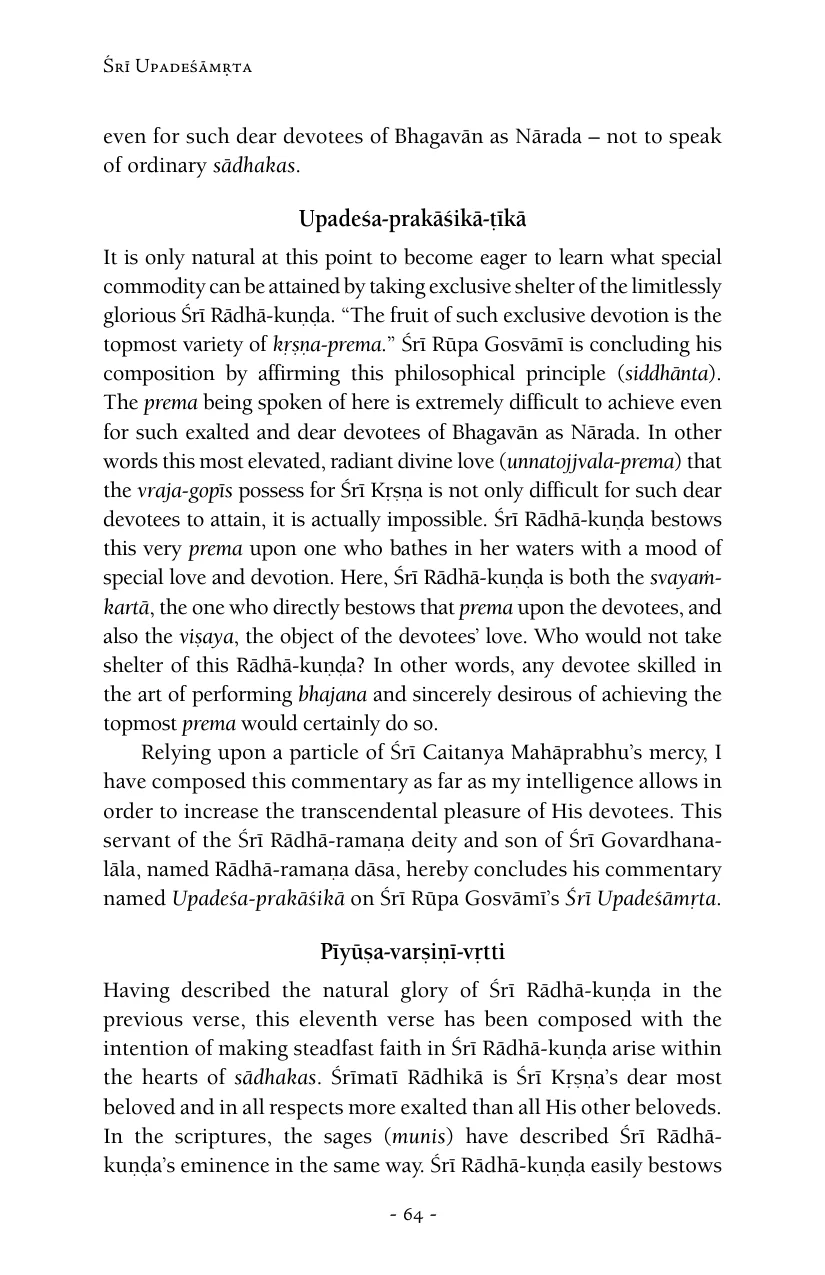 Śrī Upadeśāmṛta
even for such dear devotees of Bhagavān as Nārada – not to speak
of ordinary sādhakas.
Upadeśa-prakāśikā-ṭīkā
It is only natural at this point to become eager to learn what special
commodity can be attained by taking exclusive shelter of the limitlessly
glorious Śrī Rādhā-kuṇḍa. “The fruit of such exclusive devotion is the
topmost variety of kṛṣṇa-prema.” Śrī Rūpa Gosvāmī is concluding his
composition by affirming this philosophical principle (siddhānta).
The prema being spoken of here is extremely difficult to achieve even
for such exalted and dear devotees of Bhagavān as Nārada. In other
words this most elevated, radiant divine love (unnatojjvala-prema) that
the vraja-gopīs possess for Śrī Kṛṣṇa is not only difficult for such dear
devotees to attain, it is actually impossible. Śrī Rādhā-kuṇḍa bestows
this very prema upon one who bathes in her waters with a mood of
special love and devotion. Here, Śrī Rādhā-kuṇḍa is both the svayaṁ-
kartā, the one who directly bestows that prema upon the devotees, and
also the viṣaya, the object of the devotees’ love. Who would not take
shelter of this Rādhā-kuṇḍa? In other words, any devotee skilled in
the art of performing bhajana and sincerely desirous of achieving the
topmost prema would certainly do so.
Relying upon a particle of Śrī Caitanya Mahāprabhu’s mercy, I
have composed this commentary as far as my intelligence allows in
order to increase the transcendental pleasure of His devotees. This
servant of the Śrī Rādhā-ramaṇa deity and son of Śrī Govardhana-
lāla, named Rādhā-ramaṇa dāsa, hereby concludes his commentary
named Upadeśa-prakāśikā on Śrī Rūpa Gosvāmī’s Śrī Upadeśāmṛta.
Pīyūṣa-varṣiṇī-vṛtti
Having described the natural glory of Śrī Rādhā-kuṇḍa in the
previous verse, this eleventh verse has been composed with the
intention of making steadfast faith in Śrī Rādhā-kuṇḍa arise within
the hearts of sādhakas. Śrīmatī Rādhikā is Śrī Kṛṣṇa’s dear most
beloved and in all respects more exalted than all His other beloveds.
In the scriptures, the sages (munis) have described Śrī Rādhā-
kuṇḍa’s eminence in the same way. Śrī Rādhā-kuṇḍa easily bestows
- 64 -